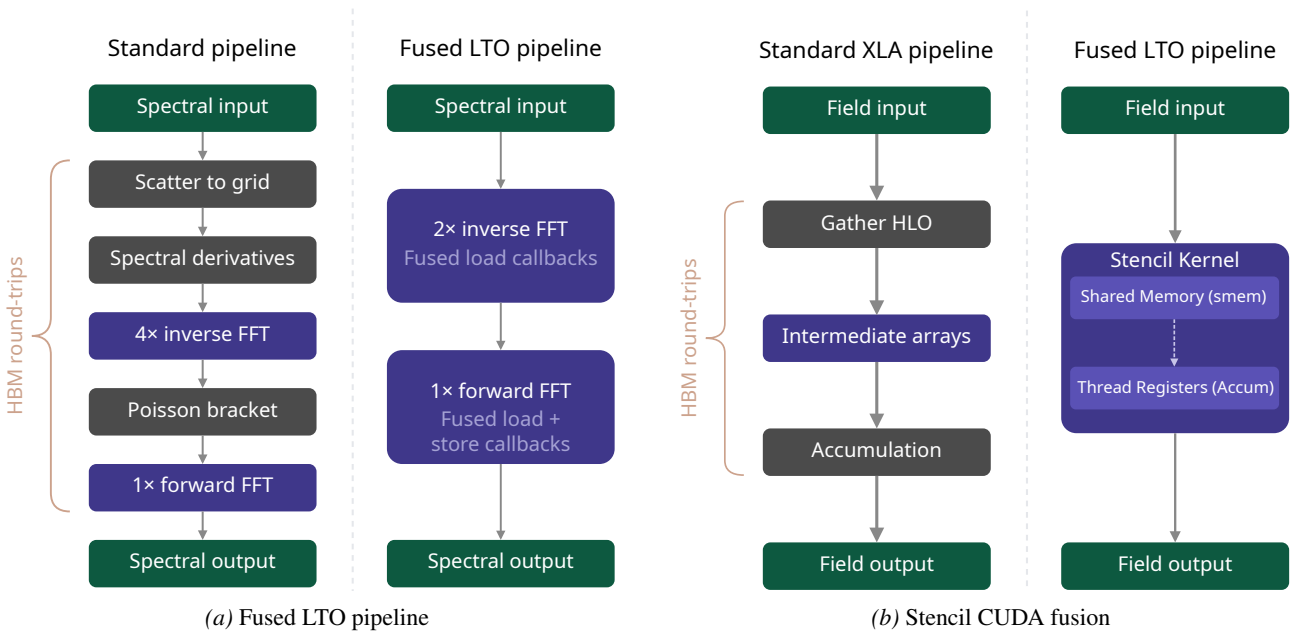 Standard pipeline
Spectral input
Scatter to grid
Spectral derivatives
4× inverse FFT
Poisson bracket
1× forward FFT
Spectral output
HBM round-trips
Fused LTO pipeline
Spectral input
2× inverse FFT
Fused load callbacks
1× forward FFT
Fused load +
store callbacks
Spectral output
(a) Fused LTO pipeline
Standard XLA pipeline
Field input
Gather HLO
Intermediate arrays
Accumulation
Field output
HBM round-trips
Fused LTO pipeline
Field input
Stencil Kernel
Shared Memory (smem)
Thread Registers (Accum)
Field output
(b) Stencil CUDA fusion